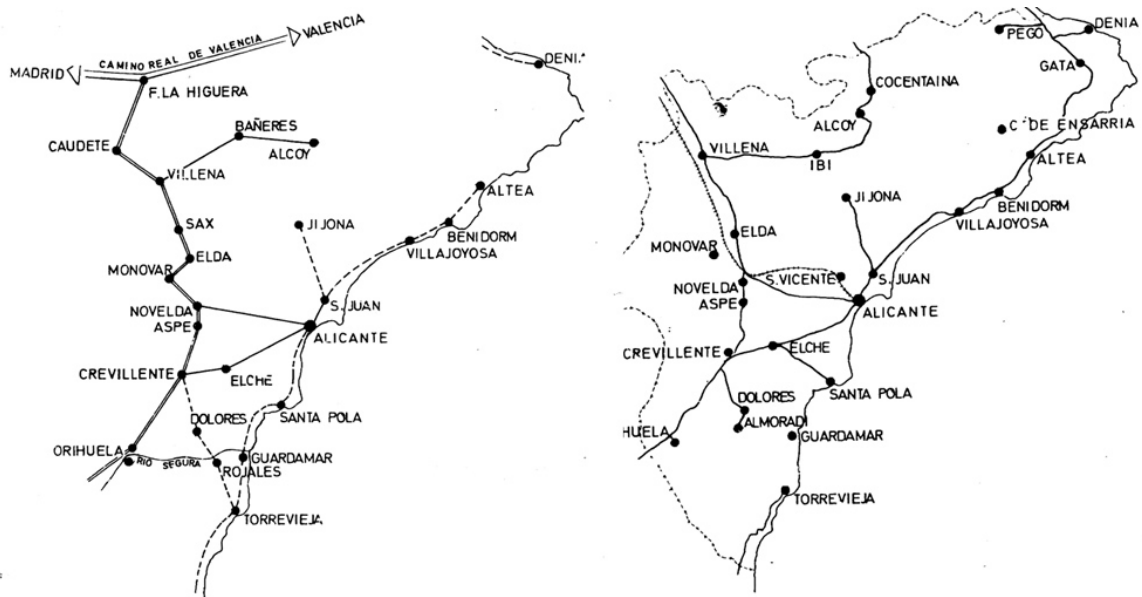 VALENCIA
CAMINO REAL DE VALENCIA
MADRID
F. LA HIGUERA
DENI
BAÑERES
CAUDETE
ALCOY
VILLENA
ALTEA
SAX
JIJONA
BENIDORM
VILLAJOYOSA
ELDA
MONOVAR
NOVELDA
S. JUAN
ASPE
ALICANTE
CREVILLENTE
ELCHE
SANTA POLA
DOLORES
ORIHUELA
GUARDAMAR
RIO SEGURA
ROJALES
TORREVIEJA
DENIA
PEGO
GATA
COCENTAINA
ALCOY
C. DE ENSARRIA
VILLENA
ALTEA
IBI
JIJONA
BENIDORM
VILLAJOYOSA
ELDA
MONOVAR
S. VICENTE
S. JUAN
NOVELDA
ASPE
ALICANTE
CREVILLENTE
ELCHE
SANTA POLA
DOLORES
ALMORADI
HUELA
GUARDAMAR
TORREVIEJA